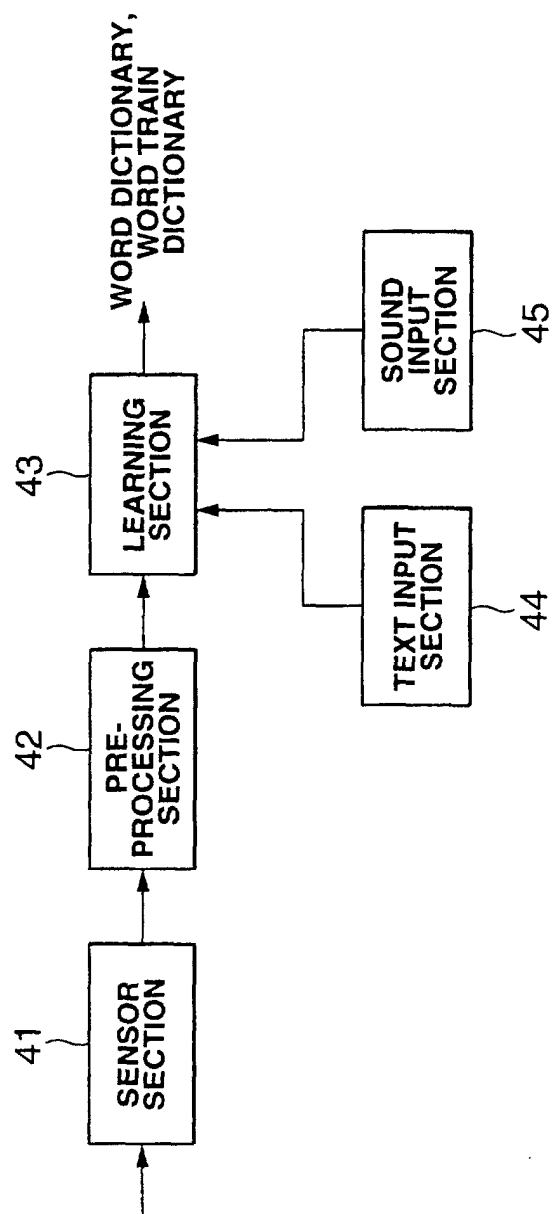 41
SENSOR
SECTION
42
PRE-
PROCESSING
SECTION
43
LEARNING
SECTION
WORD DICTIONARY,
WORD TRAIN
DICTIONARY
TEXT INPUT
SECTION
44
SOUND
INPUT
SECTION
45